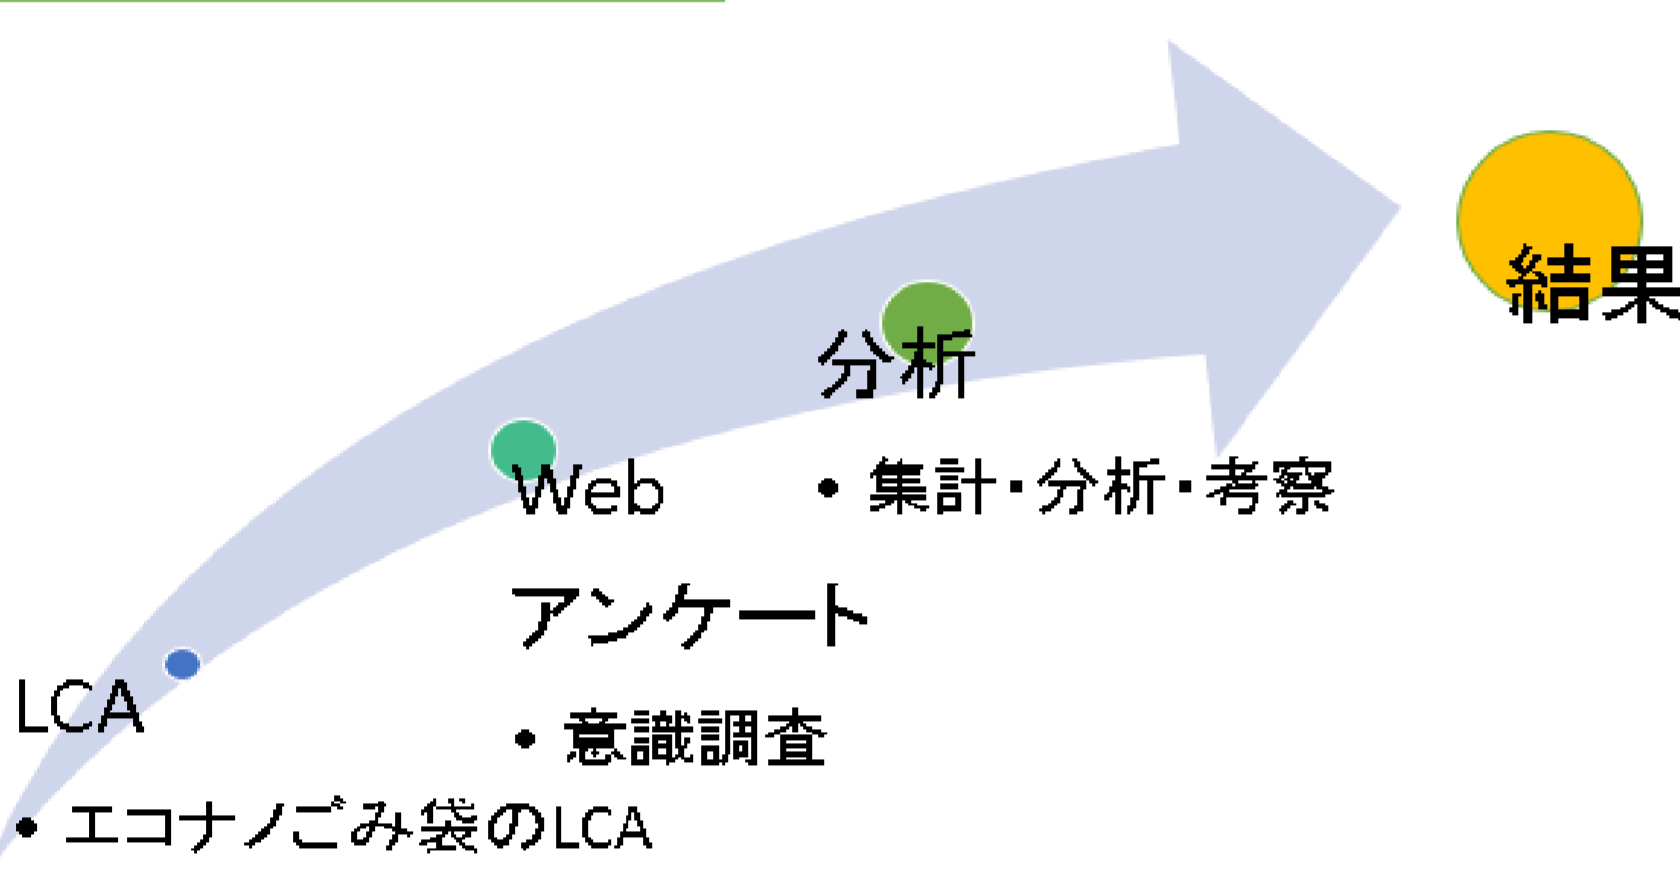 LCA
• エコナノごみ袋のLCA
Web
アンケート
• 意識調査
分析
• 集計・分析・考察
結果